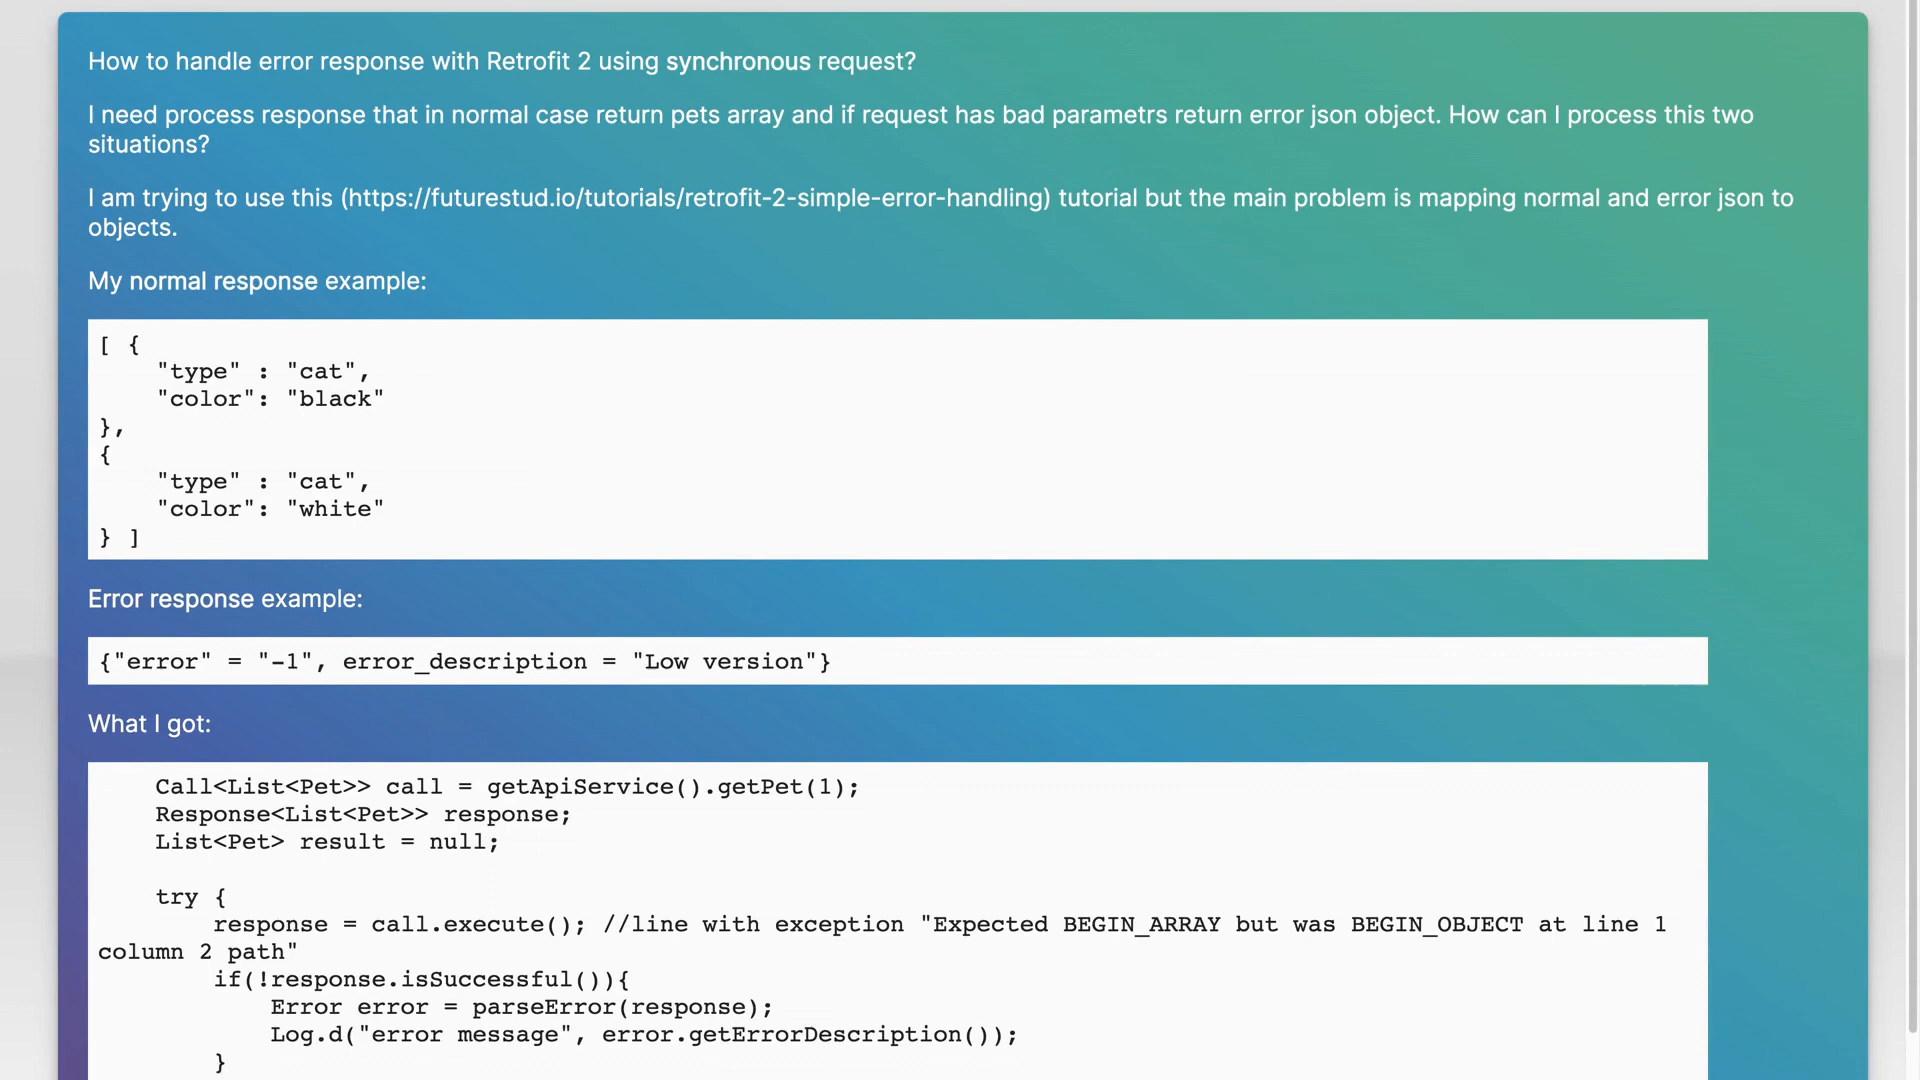 How to handle error response with Retrofit 2 using synchronous request?
I need process response that in normal case return pets array and if request has bad parametrs return error json object. How can I process this two
situations?
I am trying to use this (https://futurestud.io/tutorials/retrofit-2-simple-error-handling) tutorial but the main problem is mapping normal and error json to
objects.
My normal response example:
[ {
    "type" : "cat",
    "color": "black"
},
{
    "type" : "cat",
    "color": "white"
} ]
Error response example:
{"error" = "-1", error_description = "Low version"}
What I got:
    Call<List<Pet>> call = getApiService().getPet(1);
    Response<List<Pet>> response;
    List<Pet> result = null;
    try {
        response = call.execute(); //line with exception "Expected BEGIN_ARRAY but was BEGIN_OBJECT at line 1
column 2 path"
        if(!response.isSuccessful()){
            Error error = parseError(response);
            Log.d("error message", error.getErrorDescription());
        }